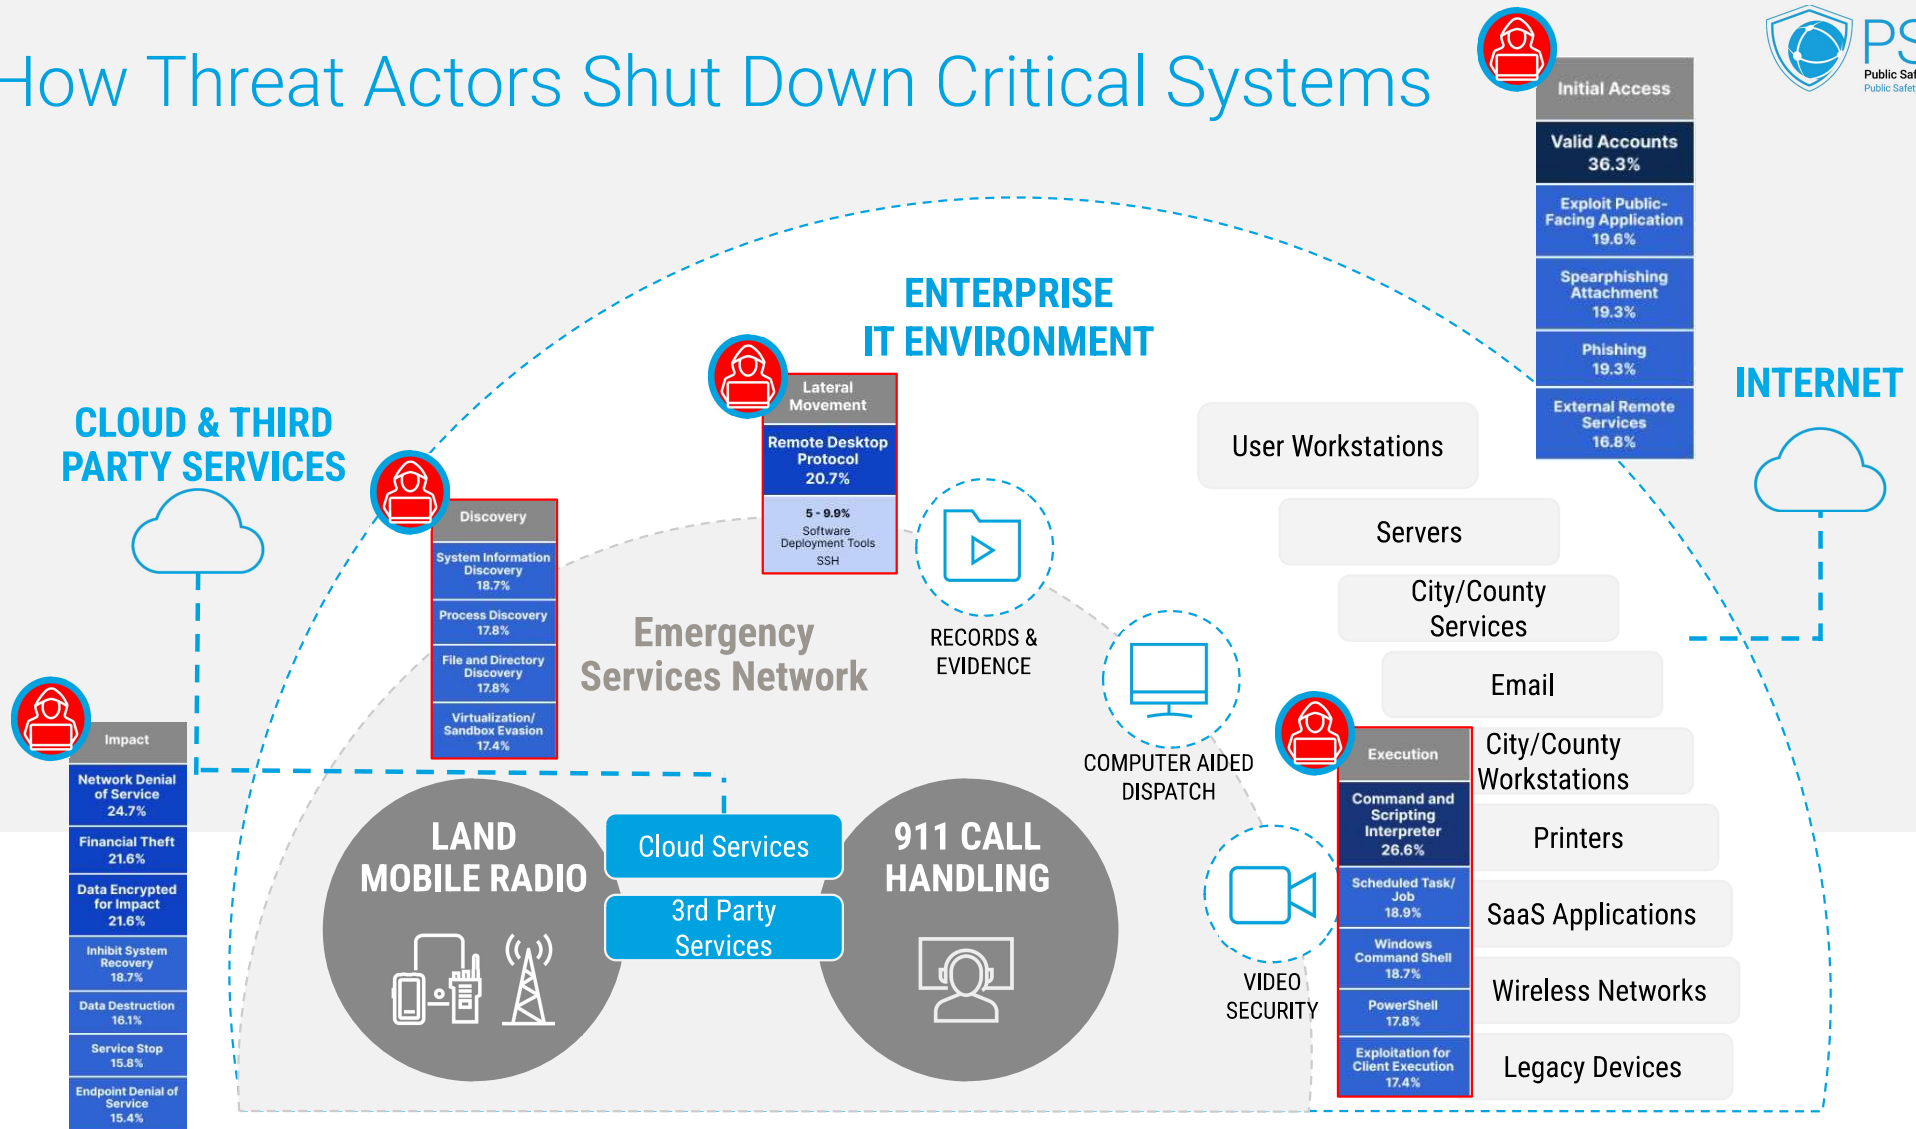 How Threat Actors Shut Down Critical Systems
PS
Public Saf
Public Safety
Initial Access
Valid Accounts
36.3%
Exploit Public-
Facing Application
19.6%
Spearphishing
Attachment
19.3%
Phishing
19.3%
External Remote
Services
16.8%
INTERNET
ENTERPRISE
IT ENVIRONMENT
CLOUD & THIRD
PARTY SERVICES
Lateral
Movement
Remote Desktop
Protocol
20.7%
5 - 9.9%
Software
Deployment Tools
SSH
Discovery
System Information
Discovery
18.7%
Process Discovery
17.8%
File and Directory
Discovery
17.8%
Virtualization/
Sandbox Evasion
17.4%
Emergency
Services Network
RECORDS &
EVIDENCE
COMPUTER AIDED
DISPATCH
VIDEO
SECURITY
User Workstations
Servers
City/County
Services
Email
City/County
Workstations
Printers
SaaS Applications
Wireless Networks
Legacy Devices
Execution
Command and
Scripting
Interpreter
26.6%
Scheduled Task/
Job
18.9%
Windows
Command Shell
18.7%
PowerShell
17.8%
Exploitation for
Client Execution
17.4%
Impact
Network Denial
of Service
24.7%
Financial Theft
21.6%
Data Encrypted
for Impact
21.6%
Inhibit System
Recovery
18.7%
Data Destruction
16.1%
Service Stop
15.8%
Endpoint Denial of
Service
15.4%
LAND
MOBILE RADIO
Cloud Services
3rd Party
Services
911 CALL
HANDLING